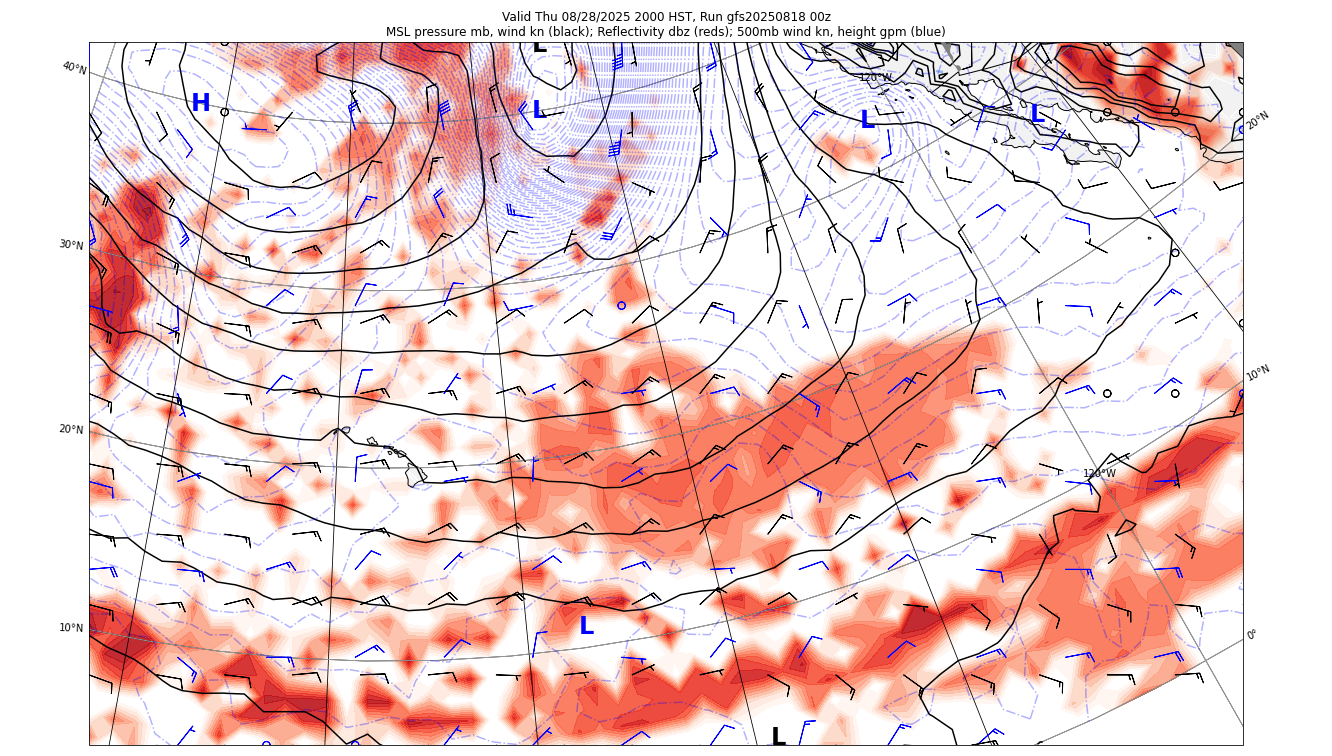 Valid Thu 08/28/2025 2000 HST, Run gfs20250818 00z
MSL pressure mb, wind kn (black); Reflectivity dbz (reds); 500mb wind kn, height gpm (blue)
L
40°N
120°W
H
L
L
L
20°N
30°N
10°N
20°N
120°W
10°N
L
0°
L